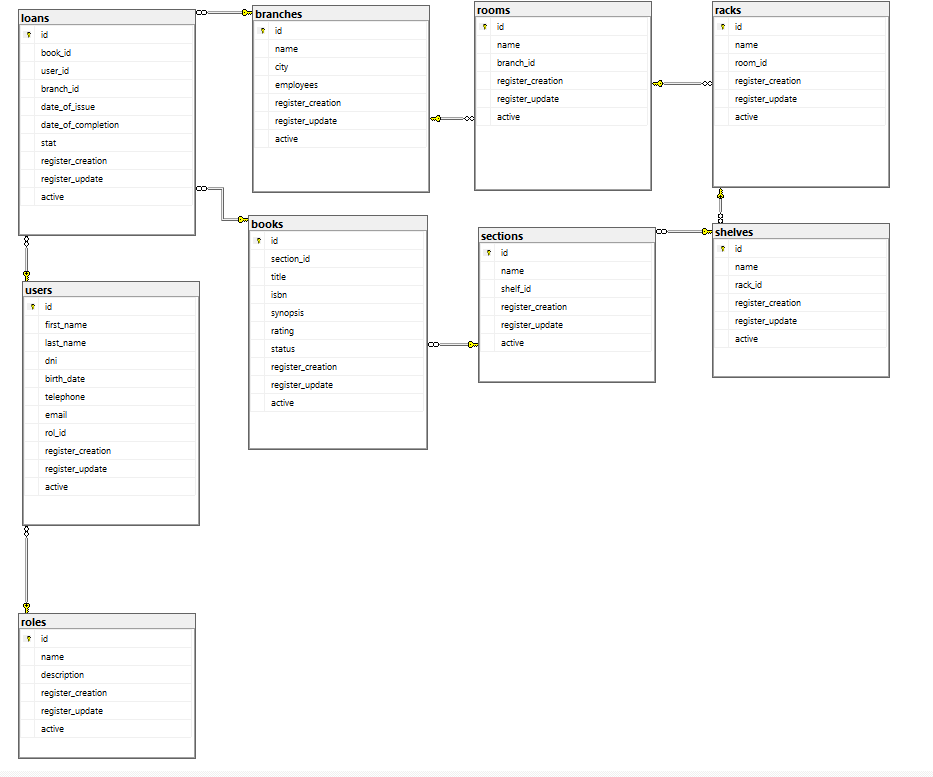 loans
id
book_id
user_id
branch_id
date_of_issue
date_of_completion
stat
register_creation
register_update
active
branches
id
name
city
employees
register_creation
register_update
active
rooms
id
name
branch_id
register_creation
register_update
active
racks
id
name
room_id
register_creation
register_update
active
books
id
section_id
title
isbn
synopsis
rating
status
register_creation
register_update
active
sections
id
name
shelf_id
register_creation
register_update
active
shelves
id
name
rack_id
register_creation
register_update
active
users
id
first_name
last_name
dni
birth_date
telephone
email
rol_id
register_creation
register_update
active
roles
id
name
description
register_creation
register_update
active